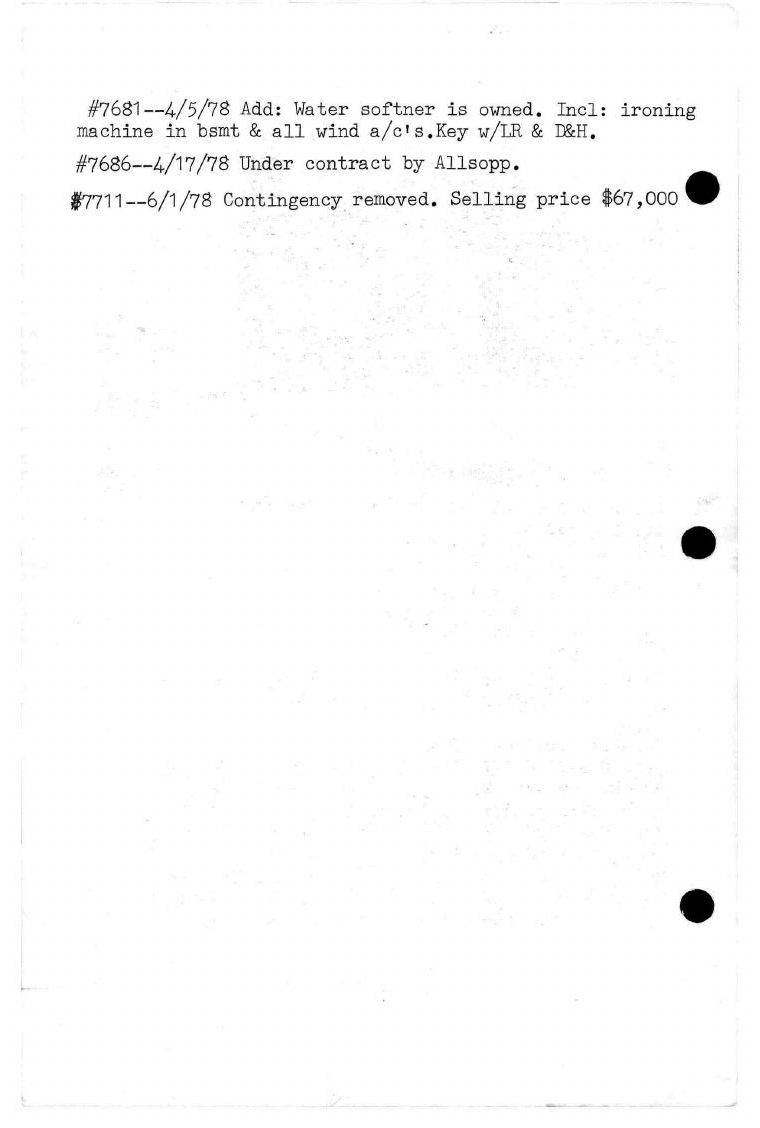 #7681--4/5/78 Add: Water softner is owned. Incl: ironing
machine in bsmt & all wind a/c's.Key w/LR & D&H.
#7686--4/17/78 Under contract by Allsopp.
#7711--6/1/78 Contingency removed. Selling price $67,000